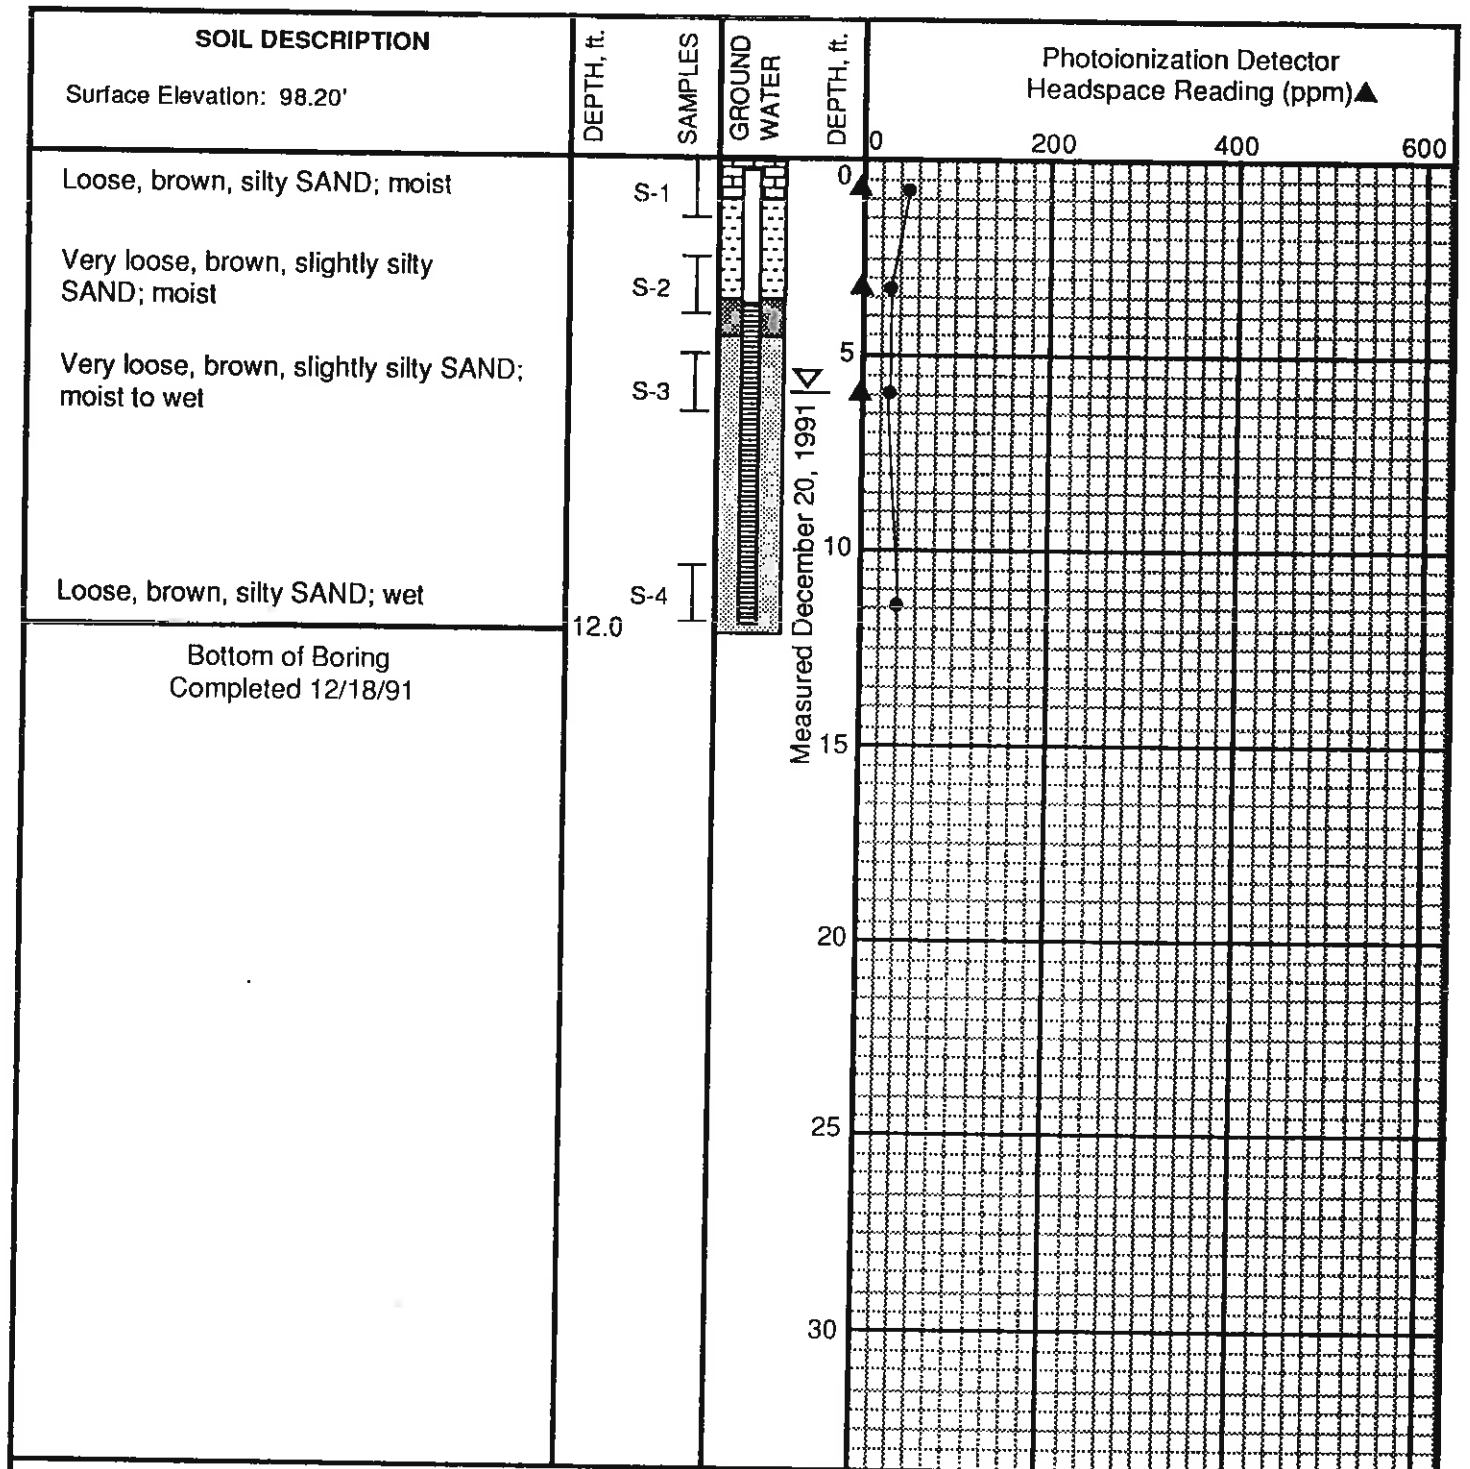 SOIL DESCRIPTION
Surface Elevation: 98.20'
DEPTH, ft.
SAMPLES
GROUND
WATER
DEPTH, ft.
Photoionization Detector
Headspace Reading (ppm)▲
0 200 400 600
Loose, brown, silty SAND; moist
S-1
0
Very loose, brown, slightly silty
SAND; moist
S-2
Very loose, brown, slightly silty SAND;
moist to wet
S-3
5
Measured December 20, 1991
10
Loose, brown, silty SAND; wet
S-4
12.0
Bottom of Boring
Completed 12/18/91
15
20
25
30